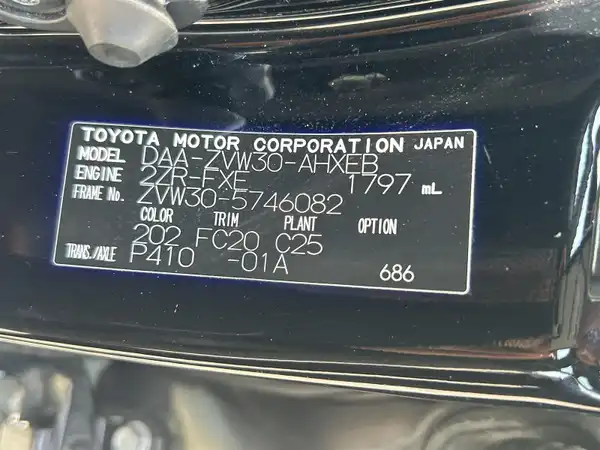 TOYOTA MOTOR CORPORATION JAPAN
MODEL DAA-ZVW30-AHXEB
ENGINE 2ZR-FXE 1797 mL
FRAME No. ZVW30-5746082
COLOR TRIM PLANT OPTION
202 FC20 C25
TRANS./AXLE P410 -01A 686